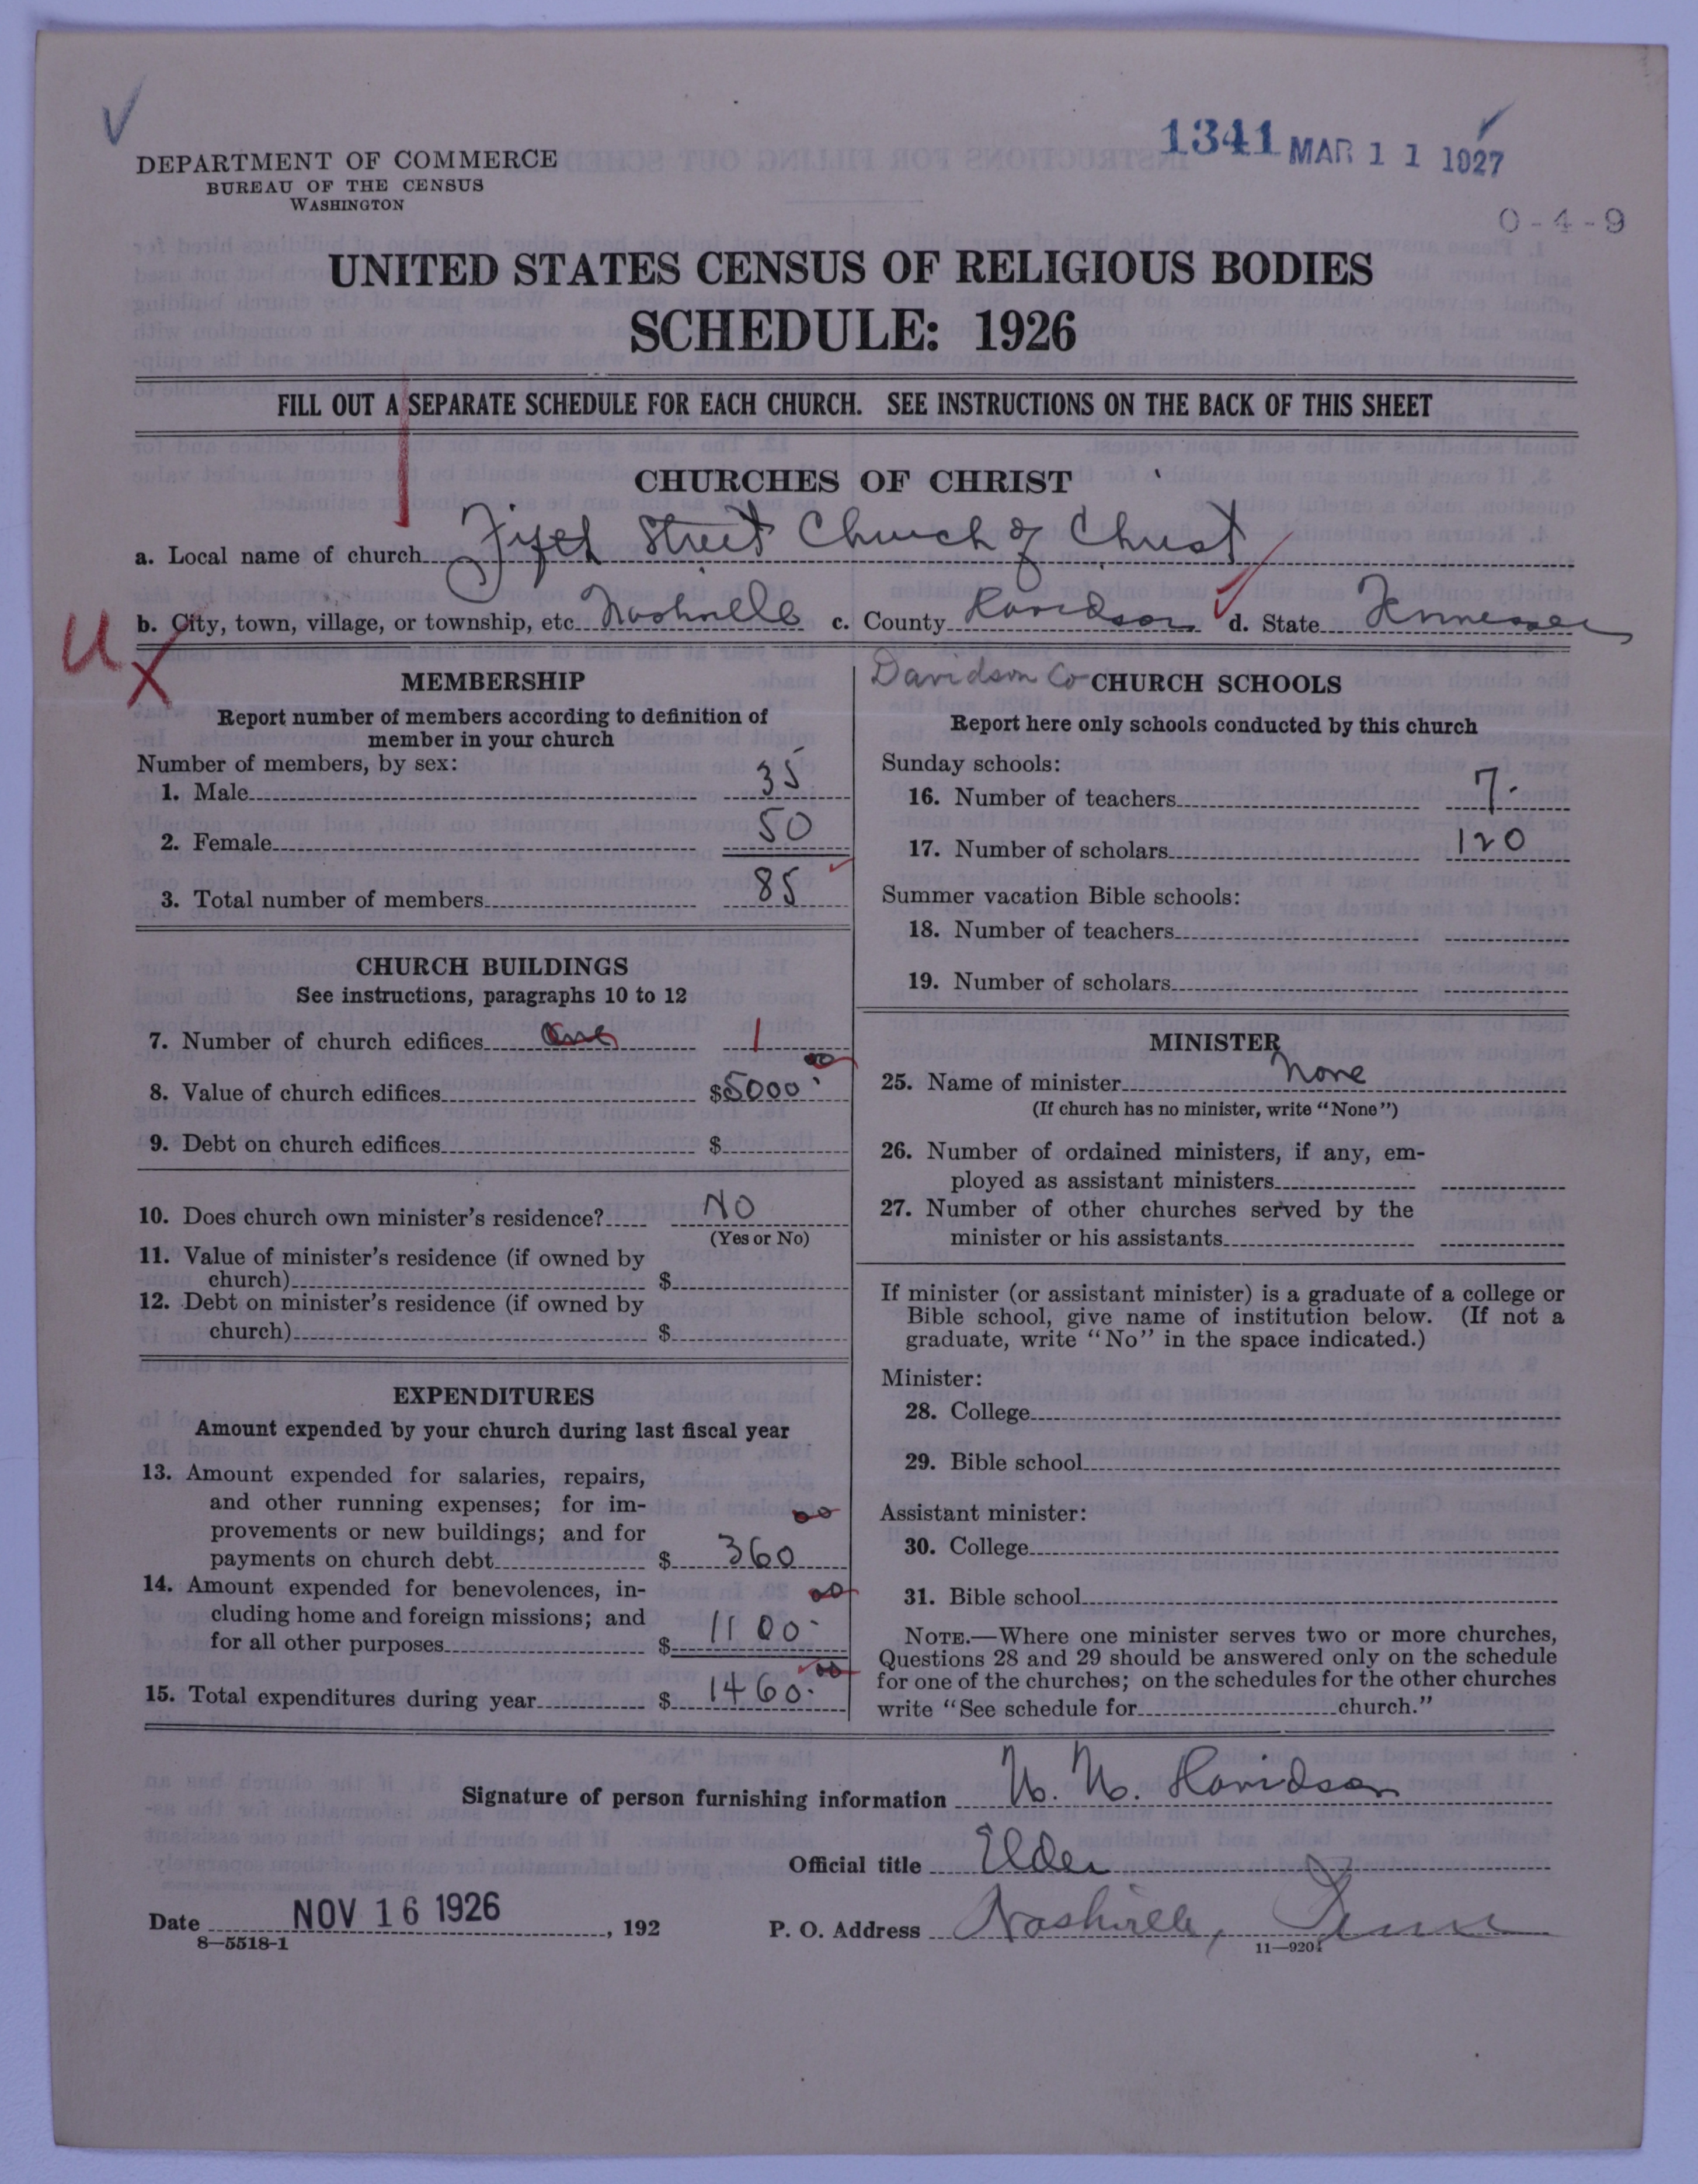 1341 MAR 11 1927
DEPARTMENT OF COMMERCE
BUREAU OF THE CENSUS
WASHINGTON
0-4-9
UNITED STATES CENSUS OF RELIGIOUS BODIES
SCHEDULE: 1926
FILL OUT A SEPARATE SCHEDULE FOR EACH CHURCH. SEE INSTRUCTIONS ON THE BACK OF THIS SHEET
CHURCHES OF CHRIST
a. Local name of church Fifth Street Church of Christ
U
b. City, town, village, or township, etc. Nashville c. County Davidson d. State Tennessee
X
MEMBERSHIP
Report number of members according to definition of
member in your church
Number of members, by sex:
1. Male 35
2. Female 50
3. Total number of members 85
CHURCH BUILDINGS
See instructions, paragraphs 10 to 12
7. Number of church edifices One 1
8. Value of church edifices $5000.00
9. Debt on church edifices $
10. Does church own minister's residence? NO
(Yes or No)
11. Value of minister's residence (if owned by
church) $
12. Debt on minister's residence (if owned by
church) $
EXPENDITURES
Amount expended by your church during last fiscal year
13. Amount expended for salaries, repairs,
and other running expenses; for im-
provements or new buildings; and for
payments on church debt $ 360 00
14. Amount expended for benevolences, in-
cluding home and foreign missions; and
for all other purposes $ 1100.00
15. Total expenditures during year $ 1460.00
Davidson Co CHURCH SCHOOLS
Report here only schools conducted by this church
Sunday schools:
16. Number of teachers 7.
17. Number of scholars 120
Summer vacation Bible schools:
18. Number of teachers
19. Number of scholars
MINISTER
25. Name of minister None
(If church has no minister, write "None")
26. Number of ordained ministers, if any, em-
ployed as assistant ministers
27. Number of other churches served by the
minister or his assistants
If minister (or assistant minister) is a graduate of a college or
Bible school, give name of institution below. (If not a
graduate, write "No" in the space indicated.)
Minister:
28. College
29. Bible school
Assistant minister:
30. College
31. Bible school
NOTE.—Where one minister serves two or more churches,
Questions 28 and 29 should be answered only on the schedule
for one of the churches; on the schedules for the other churches
write "See schedule for church."
Signature of person furnishing information Davidson
Official title Elder
Date NOV 16 1926, 192 P. O. Address Nashville, Tenn
8—5518-1